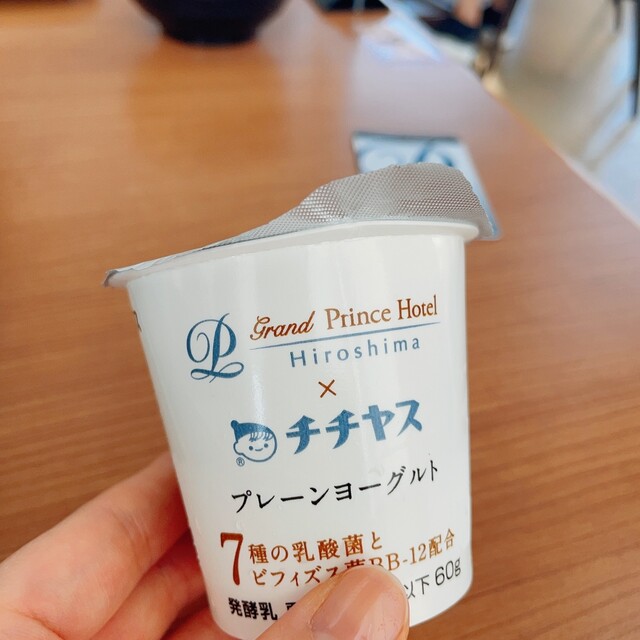 Grand Prince Hotel
Hiroshima
×
チチヤス
®
プレーンヨーグルト
7種の乳酸菌と
ビフィズス菌BB-12配合
発酵乳
以下 60g